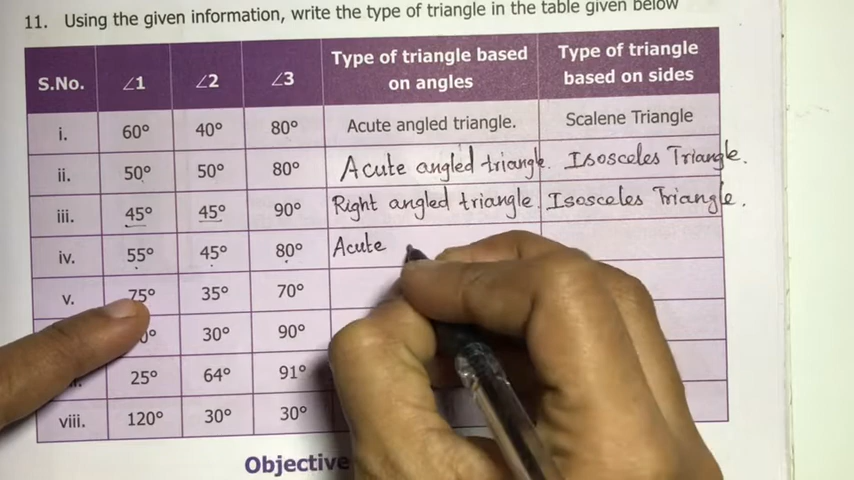 11. Using the given information, write the type of triangle in the table given below
S.No. ∠1 ∠2 ∠3 Type of triangle based on angles Type of triangle based on sides
i. 60° 40° 80° Acute angled triangle. Scalene Triangle
ii. 50° 50° 80° Acute angled triangle. Isosceles Triangle.
iii. 45° 45° 90° Right angled triangle. Isosceles Triangle.
iv. 55° 45° 80° Acute
v. 75° 35° 70°
0° 30° 90°
25° 64° 91°
viii. 120° 30° 30°
Objective